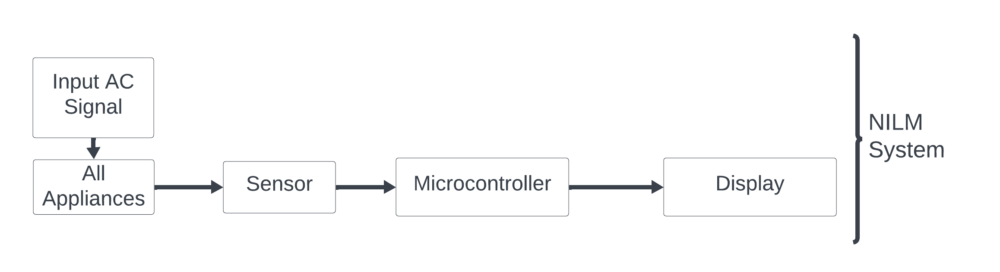 Input AC
Signal
All
Appliances
Sensor
Microcontroller
Display
NILM
System